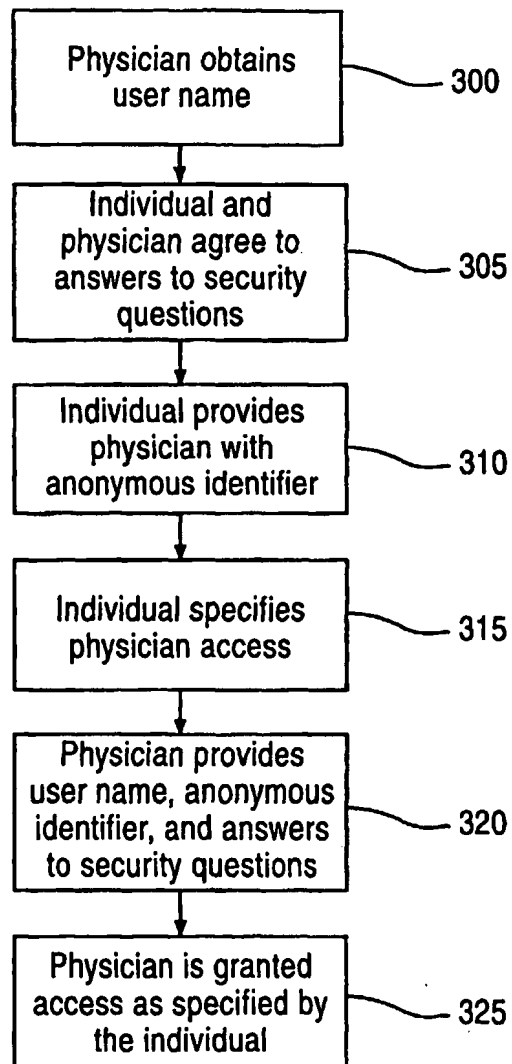 Physician obtains
user name
300
Individual and
physician agree to
answers to security
questions
305
Individual provides
physician with
anonymous identifier
310
Individual specifies
physician access
315
Physician provides
user name, anonymous
identifier, and answers
to security questions
320
Physician is granted
access as specified by
the individual
325